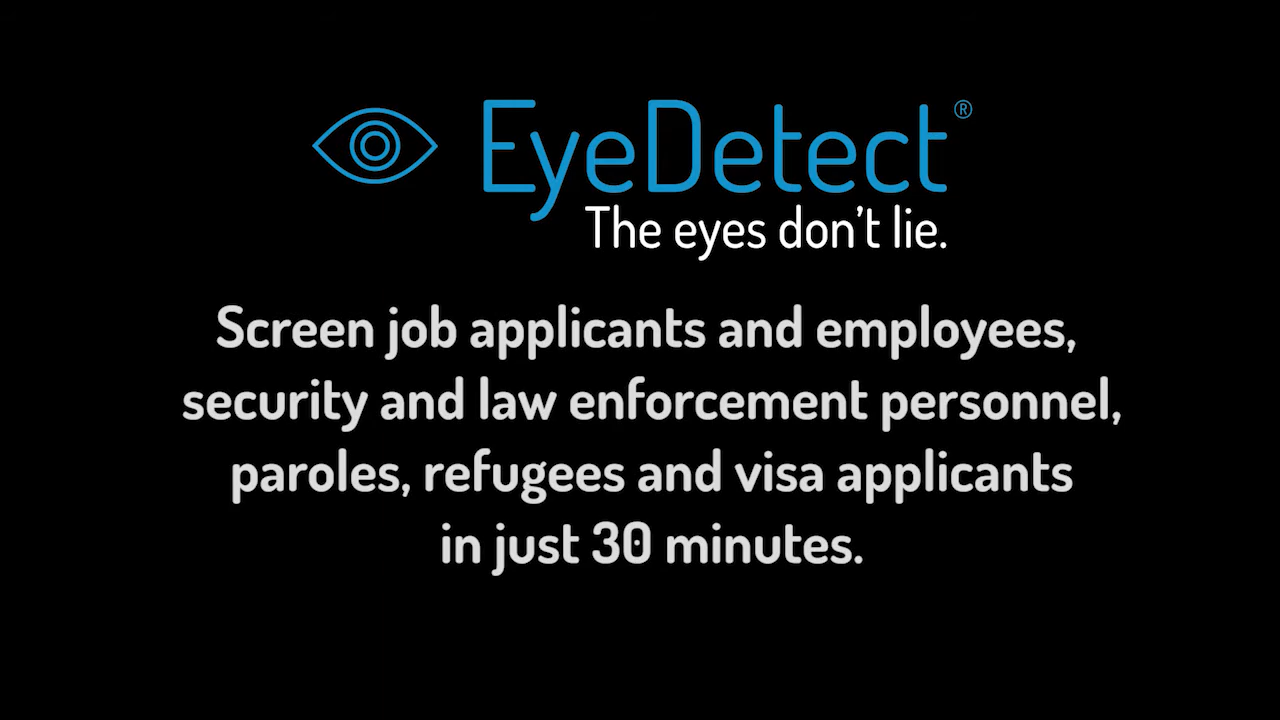 EyeDetect®
The eyes don't lie.
Screen job applicants and employees,
security and law enforcement personnel,
paroles, refugees and visa applicants
in just 30 minutes.